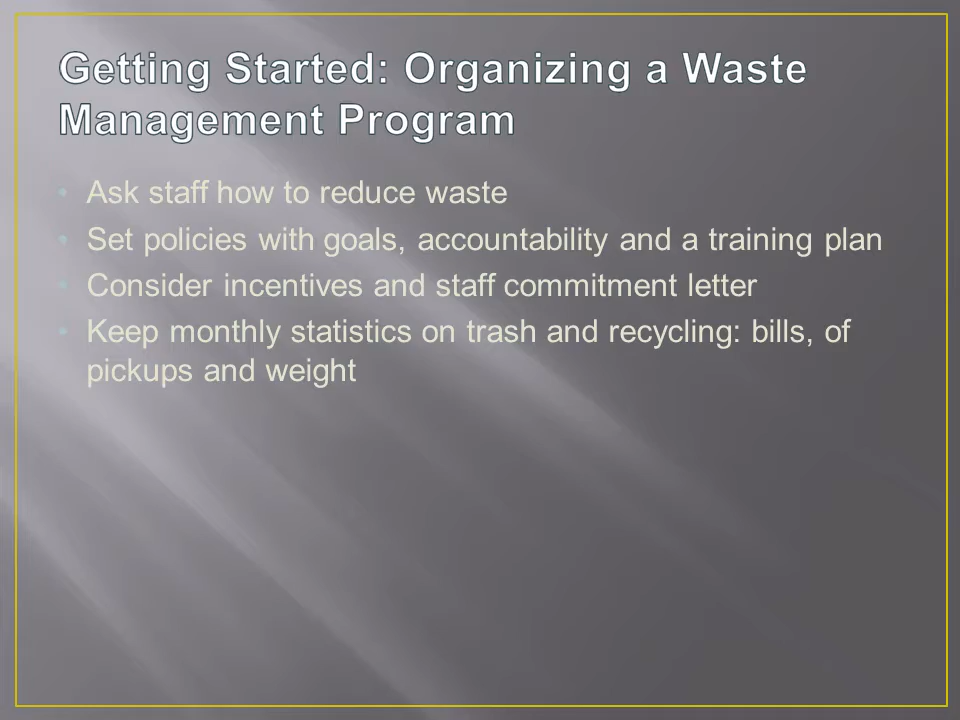 Getting Started: Organizing a Waste
Management Program
• Ask staff how to reduce waste
• Set policies with goals, accountability and a training plan
• Consider incentives and staff commitment letter
• Keep monthly statistics on trash and recycling: bills, of
pickups and weight